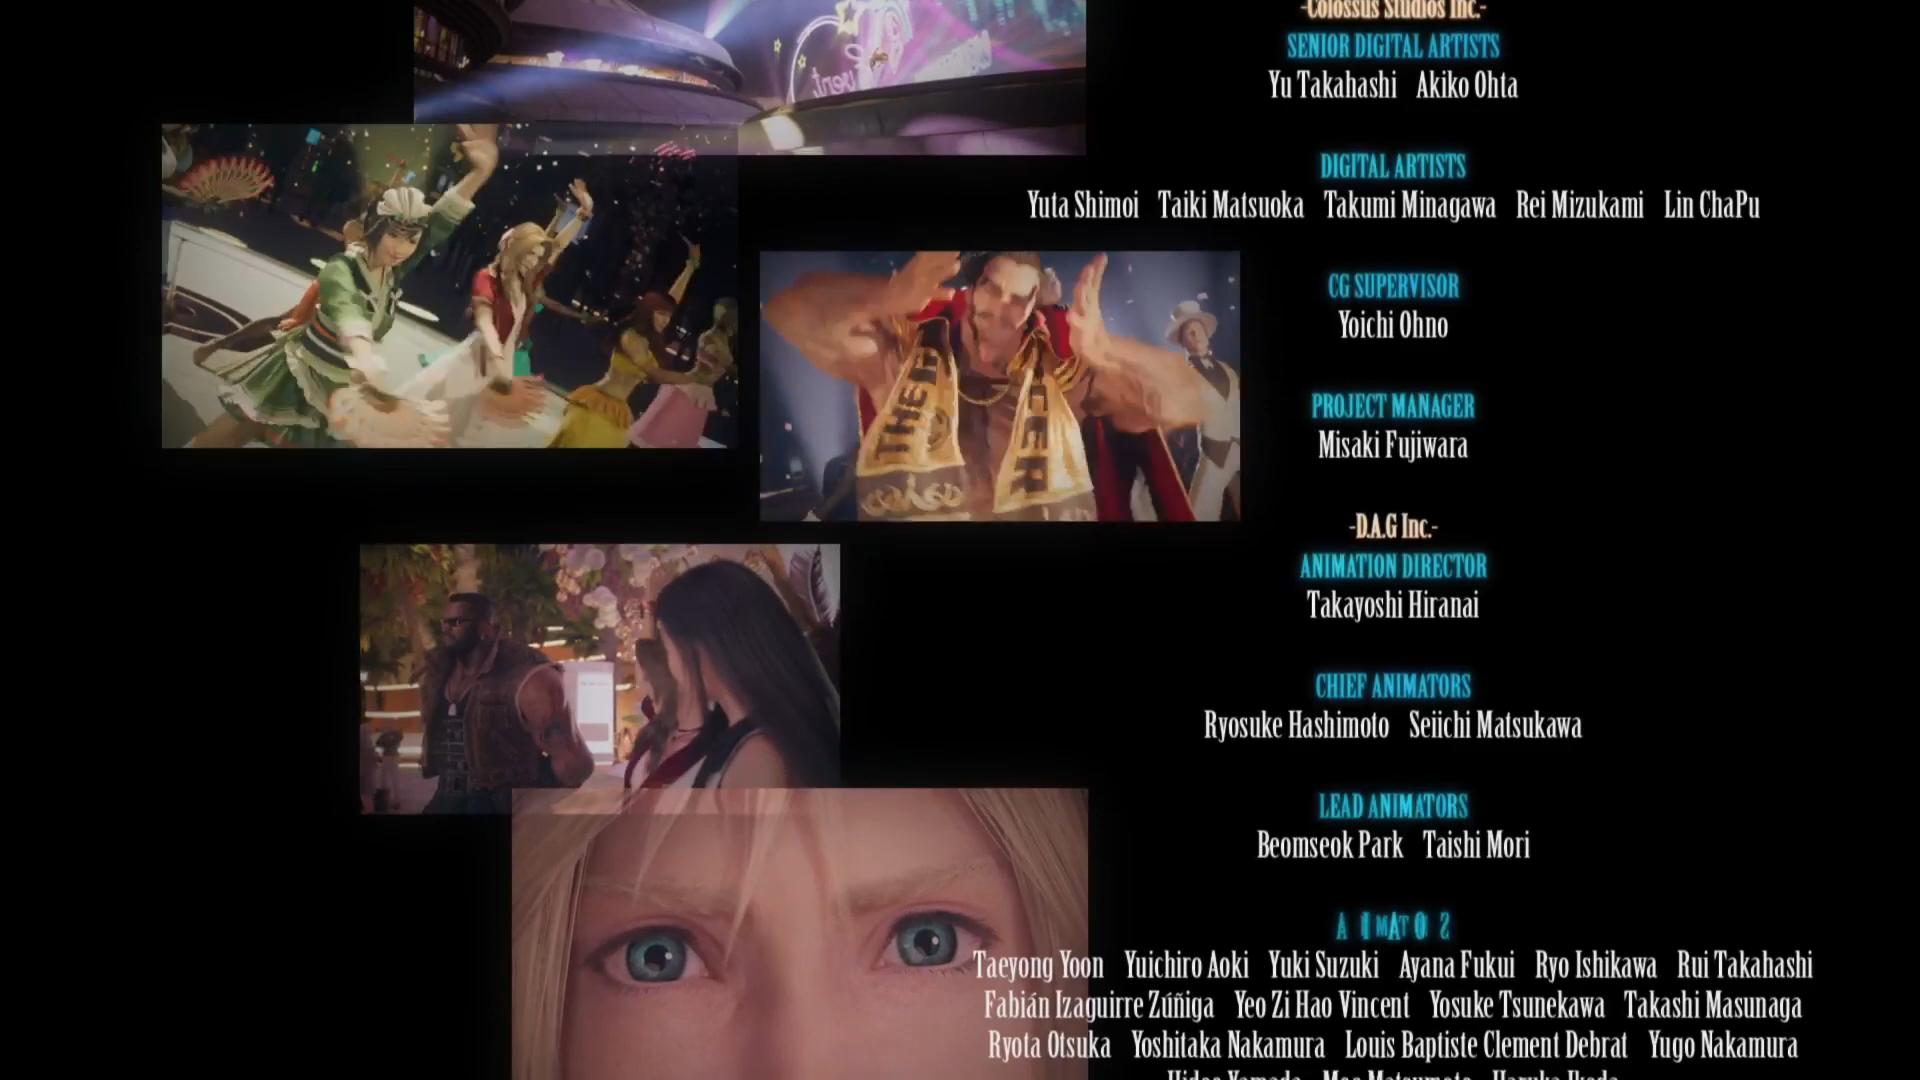 -Colossus Studios Inc.-
SENIOR DIGITAL ARTISTS
Yu Takahashi Akiko Ohta
DIGITAL ARTISTS
Yuta Shimoi Taiki Matsuoka Takumi Minagawa Rei Mizukami Lin ChaPu
CG SUPERVISOR
Yoichi Ohno
PROJECT MANAGER
Misaki Fujiwara
-D.A.G Inc.-
ANIMATION DIRECTOR
Takayoshi Hiranai
CHIEF ANIMATORS
Ryosuke Hashimoto Seiichi Matsukawa
LEAD ANIMATORS
Beomseok Park Taishi Mori
Taeyong Yoon Yuichiro Aoki Yuki Suzuki Ayana Fukui Ryo Ishikawa Rui Takahashi
Fabián Izaguirre Zúñiga Yeo Zi Hao Vincent Yosuke Tsunekawa Takashi Masunaga
Ryota Otsuka Yoshitaka Nakamura Louis Baptiste Clement Debrat Yugo Nakamura